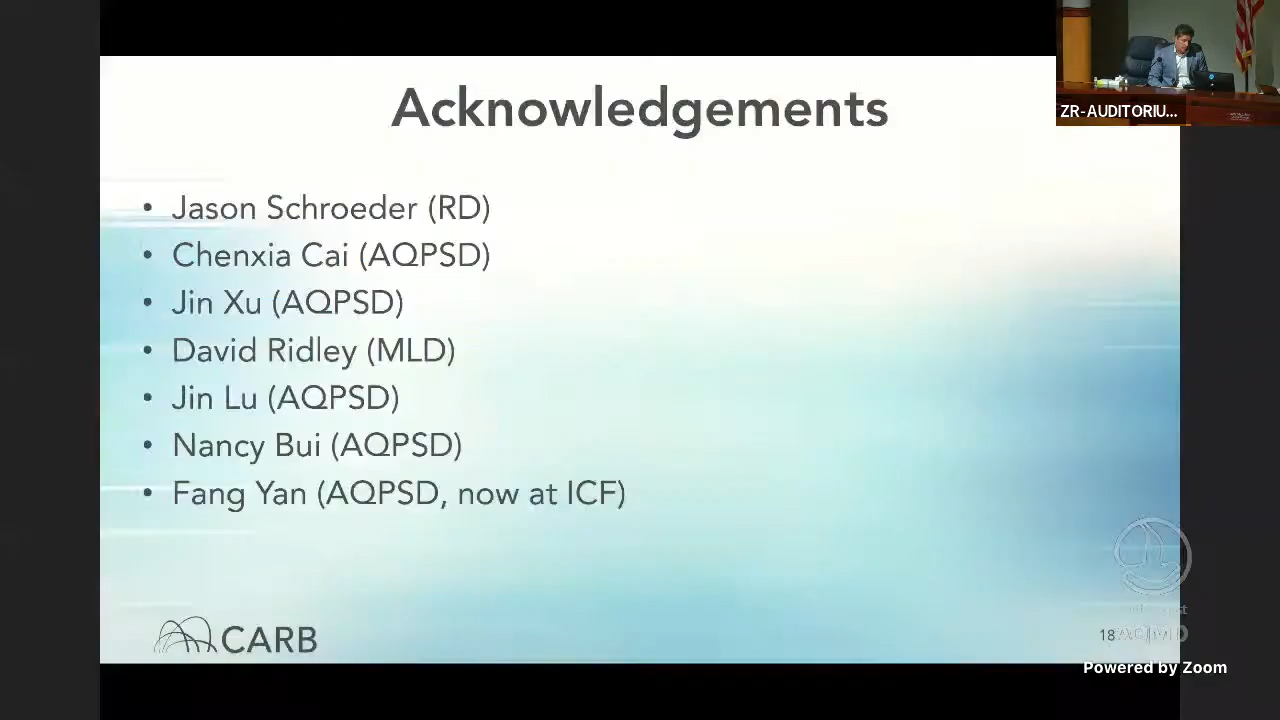 Acknowledgements
ZR-AUDITORIU...
• Jason Schroeder (RD)
• Chenxia Cai (AQPSD)
• Jin Xu (AQPSD)
• David Ridley (MLD)
• Jin Lu (AQPSD)
• Nancy Bui (AQPSD)
• Fang Yan (AQPSD, now at ICF)
CARB
18
AQMD
Powered by Zoom